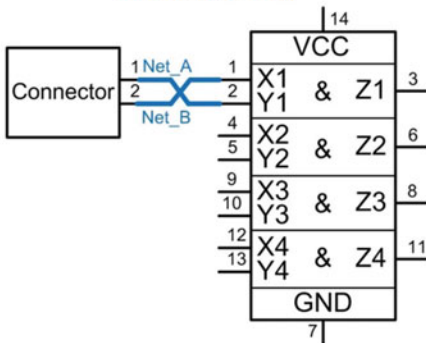 14
VCC
1 Net_A 1 X1 & Z1 3
Connector
2 Net_B 2 Y1
4 X2 & Z2 6
5 Y2
9 X3 & Z3 8
10 Y3
12 X4 & Z4 11
13 Y4
GND
7